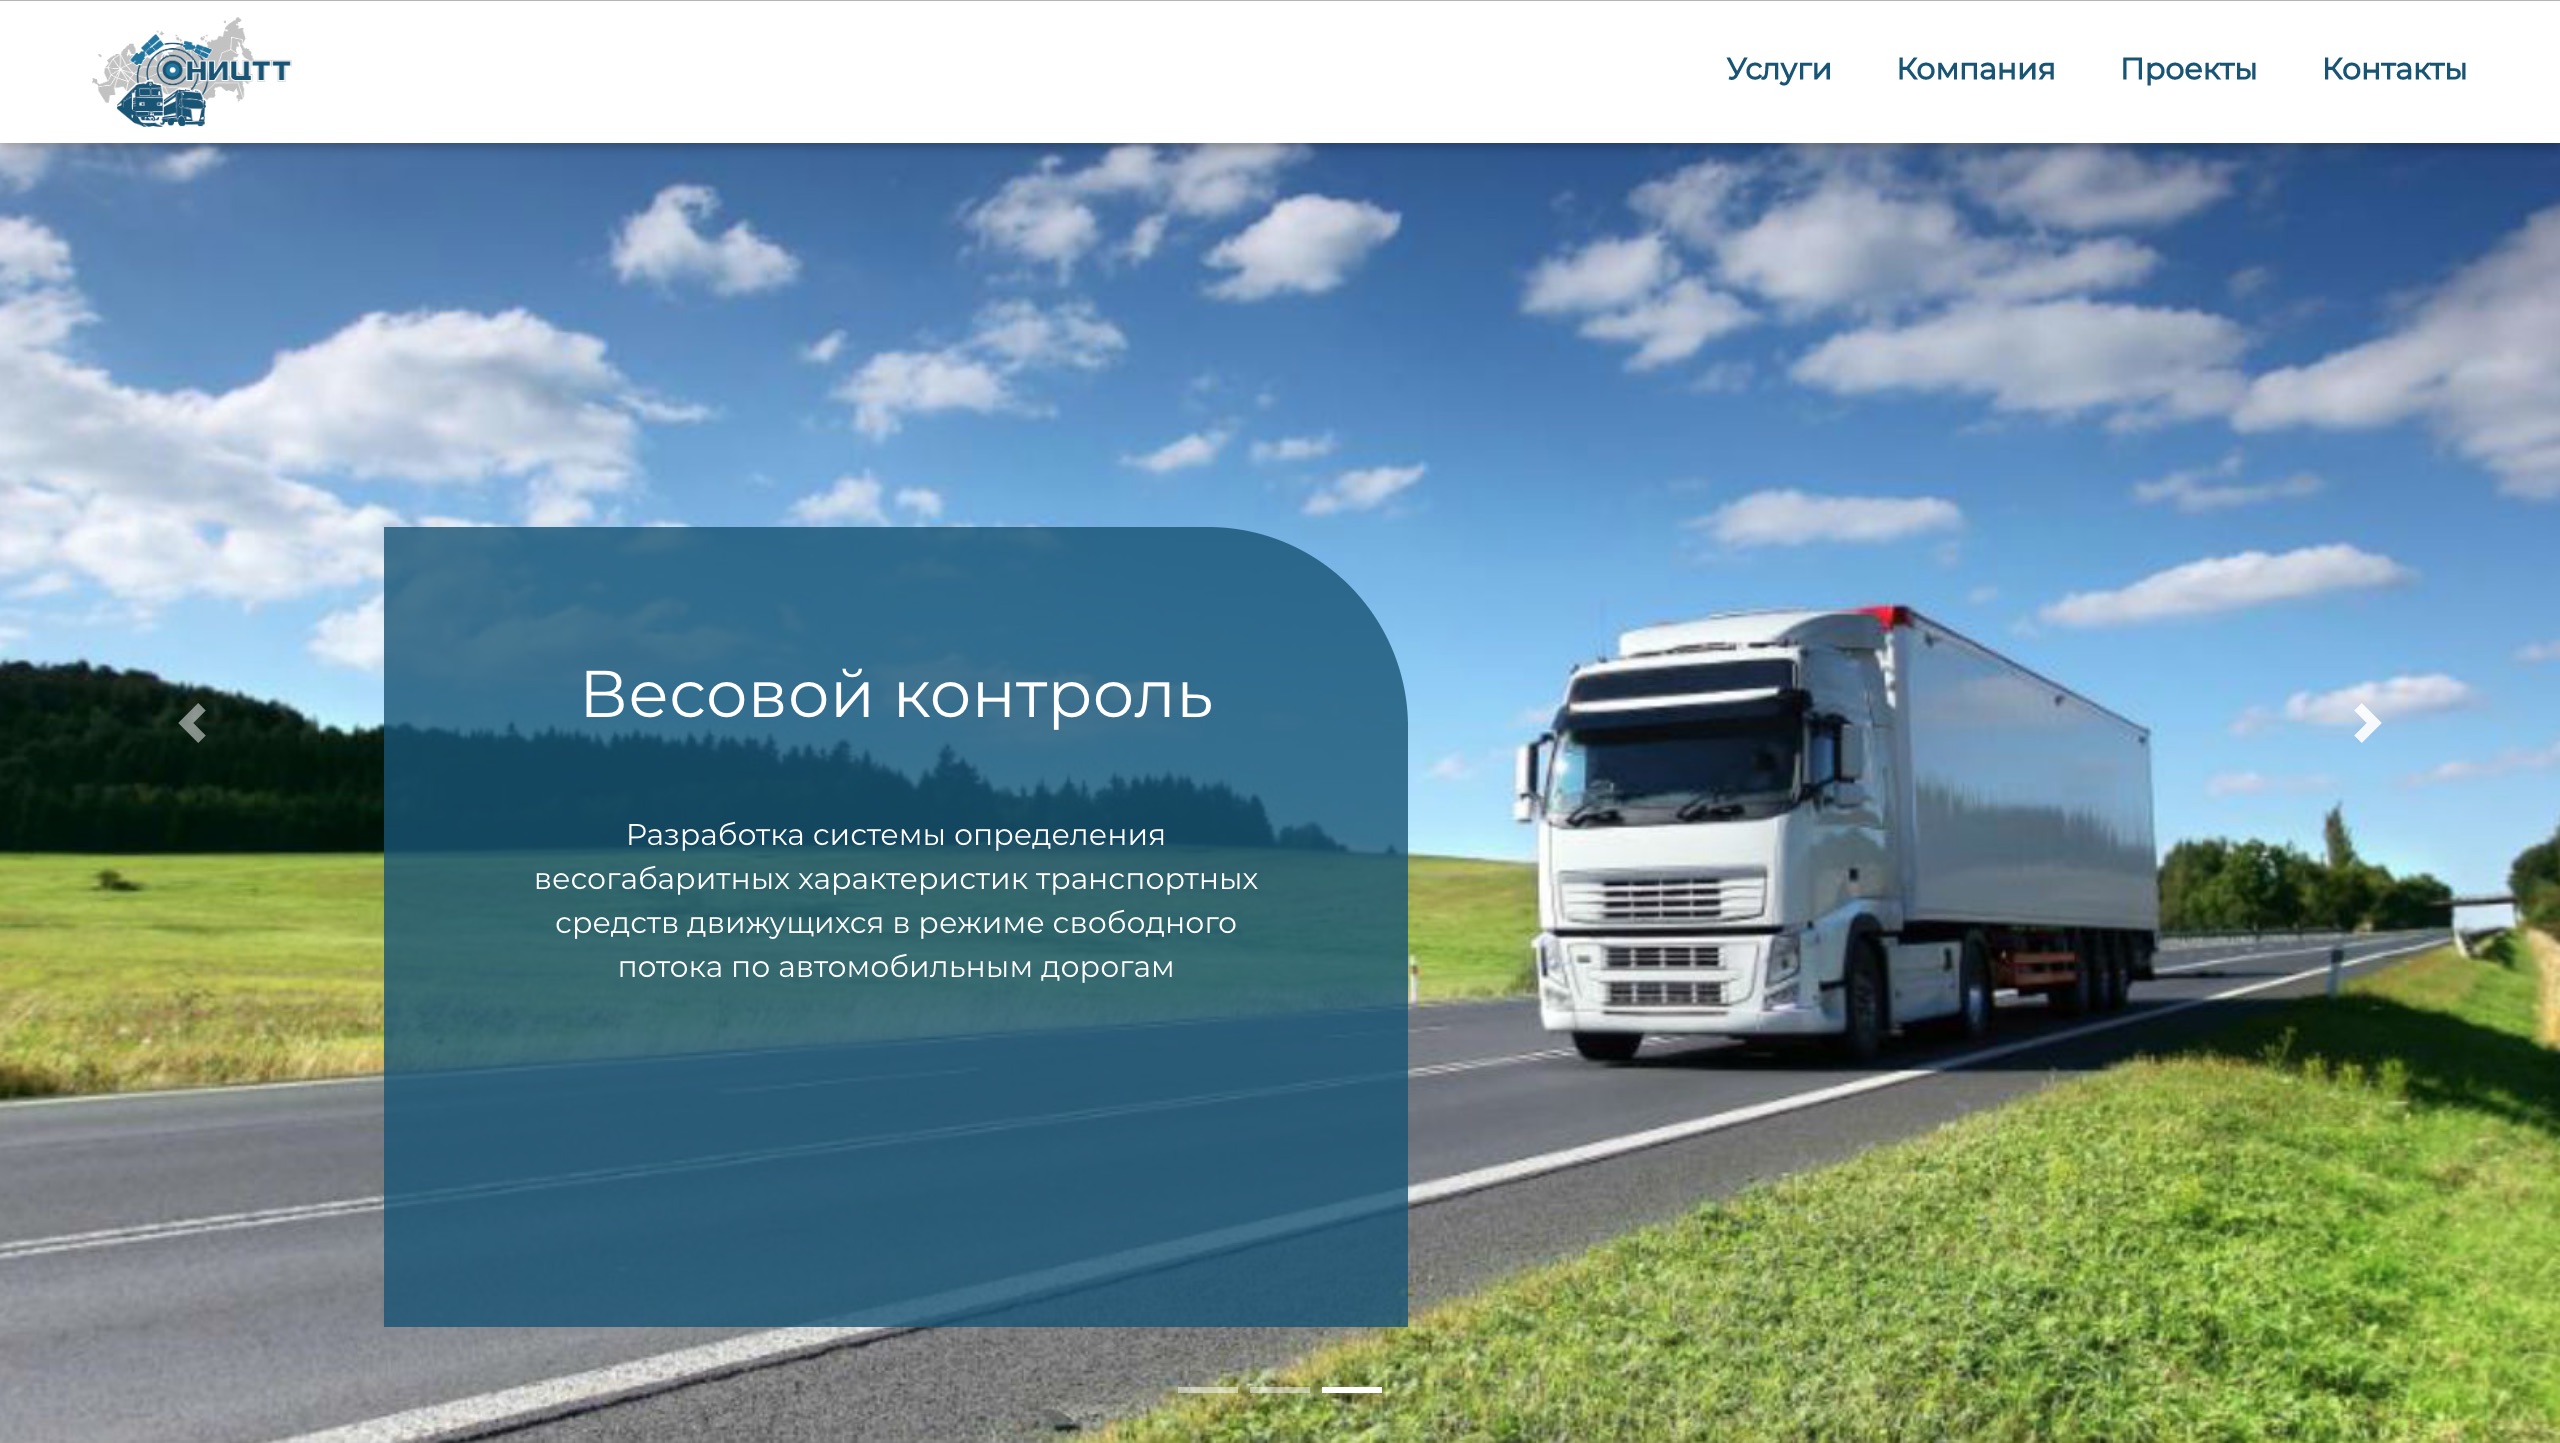 ОНИЦТТ
Услуги
Компания
Проекты
Контакты
Весовой контроль
Разработка системы определения
весогабаритных характеристик транспортных
средств движущихся в режиме свободного
потока по автомобильным дорогам